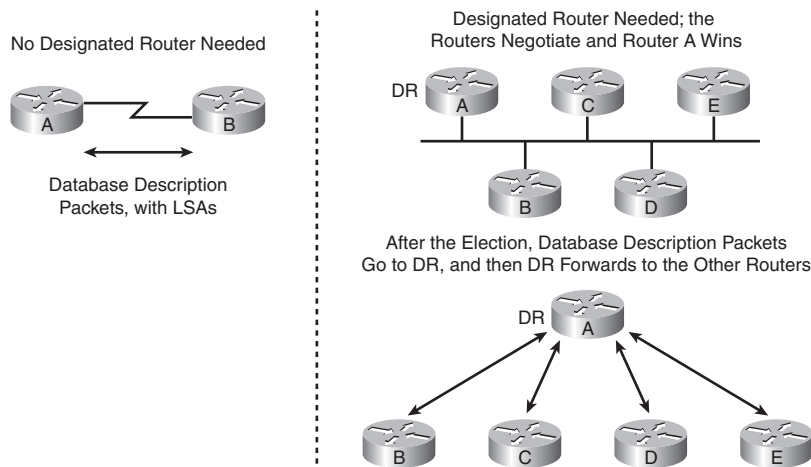 No Designated Router Needed
A
B
Database Description
Packets, with LSAs
Designated Router Needed; the
Routers Negotiate and Router A Wins
DR
A
C
E
B
D
After the Election, Database Description Packets
Go to DR, and then DR Forwards to the Other Routers
DR
A
B
C
D
E